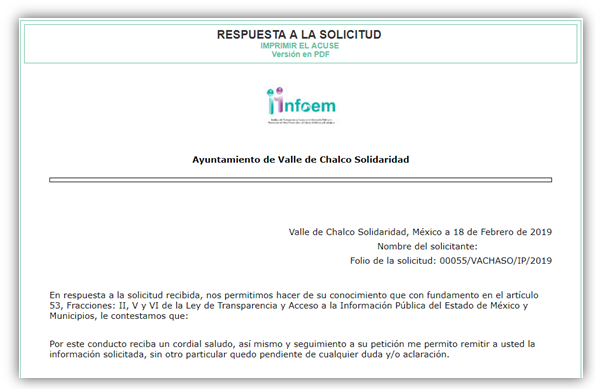 RESPUESTA A LA SOLICITUD
IMPRIMIR EL ACUSE
Versión en PDF
infoem
Ayuntamiento de Valle de Chalco Solidaridad
Valle de Chalco Solidaridad, México a 18 de Febrero de 2019
Nombre del solicitante:
Folio de la solicitud: 00055/VACHASO/IP/2019
En respuesta a la solicitud recibida, nos permitimos hacer de su conocimiento que con fundamento en el artículo
53, Fracciones: II, V y VI de la Ley de Transparencia y Acceso a la Información Pública del Estado de México y
Municipios, le contestamos que:
Por este conducto reciba un cordial saludo, así mismo y seguimiento a su petición me permito remitir a usted la
información solicitada, sin otro particular quedo pendiente de cualquier duda y/o aclaración.